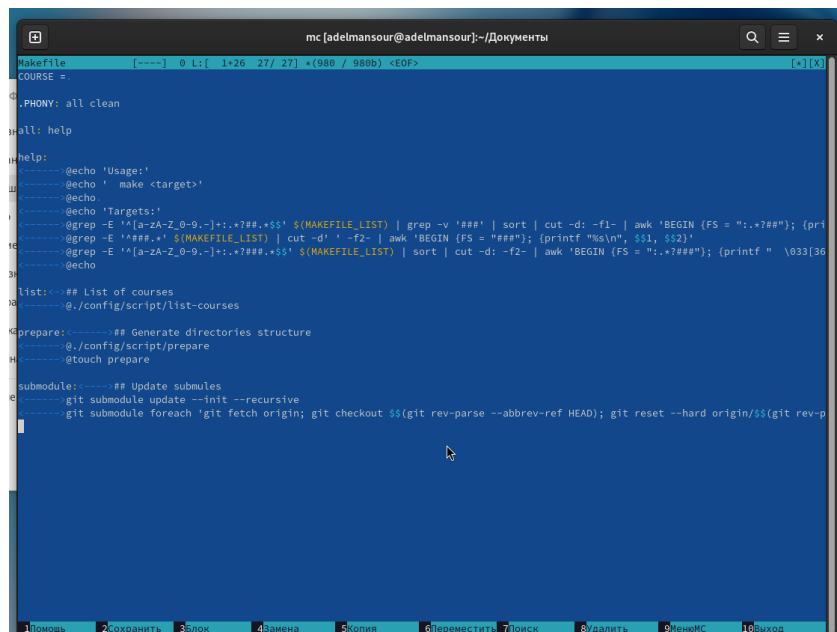 mc [adelmansour@adelmansour]:~/Документы
Makefile [----] 0 L:[ 1+26 27/ 27] *(980 / 980b) <EOF> [*][X]
COURSE =.
.PHONY: all clean
all: help
help:
<------>@echo 'Usage:'
<------>@echo '  make <target>'
<------>@echo.
<------>@echo 'Targets:'
<------>@grep -E '^[a-zA-Z_0-9.-]+:.*?##.*$$' $(MAKEFILE_LIST) | grep -v '###' | sort | cut -d: -f1- | awk 'BEGIN {FS = ":.*?##"}; {pri
<------>@grep -E '^###.*' $(MAKEFILE_LIST) | cut -d' ' -f2- | awk 'BEGIN {FS = "###"}; {printf "%s\n", $$1, $$2}'
<------>@grep -E '^[a-zA-Z_0-9.-]+:.*?###.*$$' $(MAKEFILE_LIST) | sort | cut -d: -f2- | awk 'BEGIN {FS = ":.*?###"}; {printf "  \033[36
<------>@echo
list:<->## List of courses
<------>@./config/script/list-courses
prepare:<------>## Generate directories structure
<------>@./config/script/prepare
<------>@touch prepare
submodule:<---->## Update submules
<------>git submodule update --init --recursive
<------>git submodule foreach 'git fetch origin; git checkout $$(git rev-parse --abbrev-ref HEAD); git reset --hard origin/$$(git rev-p
1Помощь 2Сохранить 3Блок 4Замена 5Копия 6Переместить 7Поиск 8Удалить 9МенюMC 10Выход